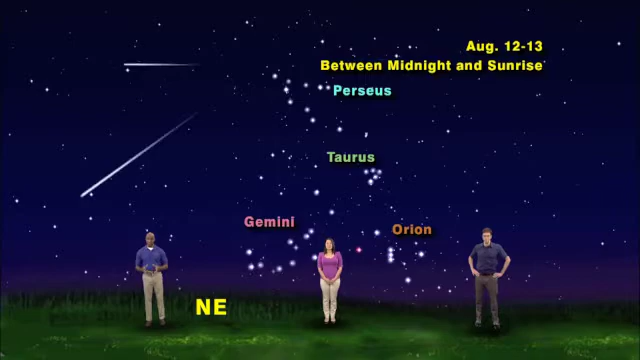 Aug. 12-13
Between Midnight and Sunrise
Perseus
Taurus
Gemini
Orion
NE